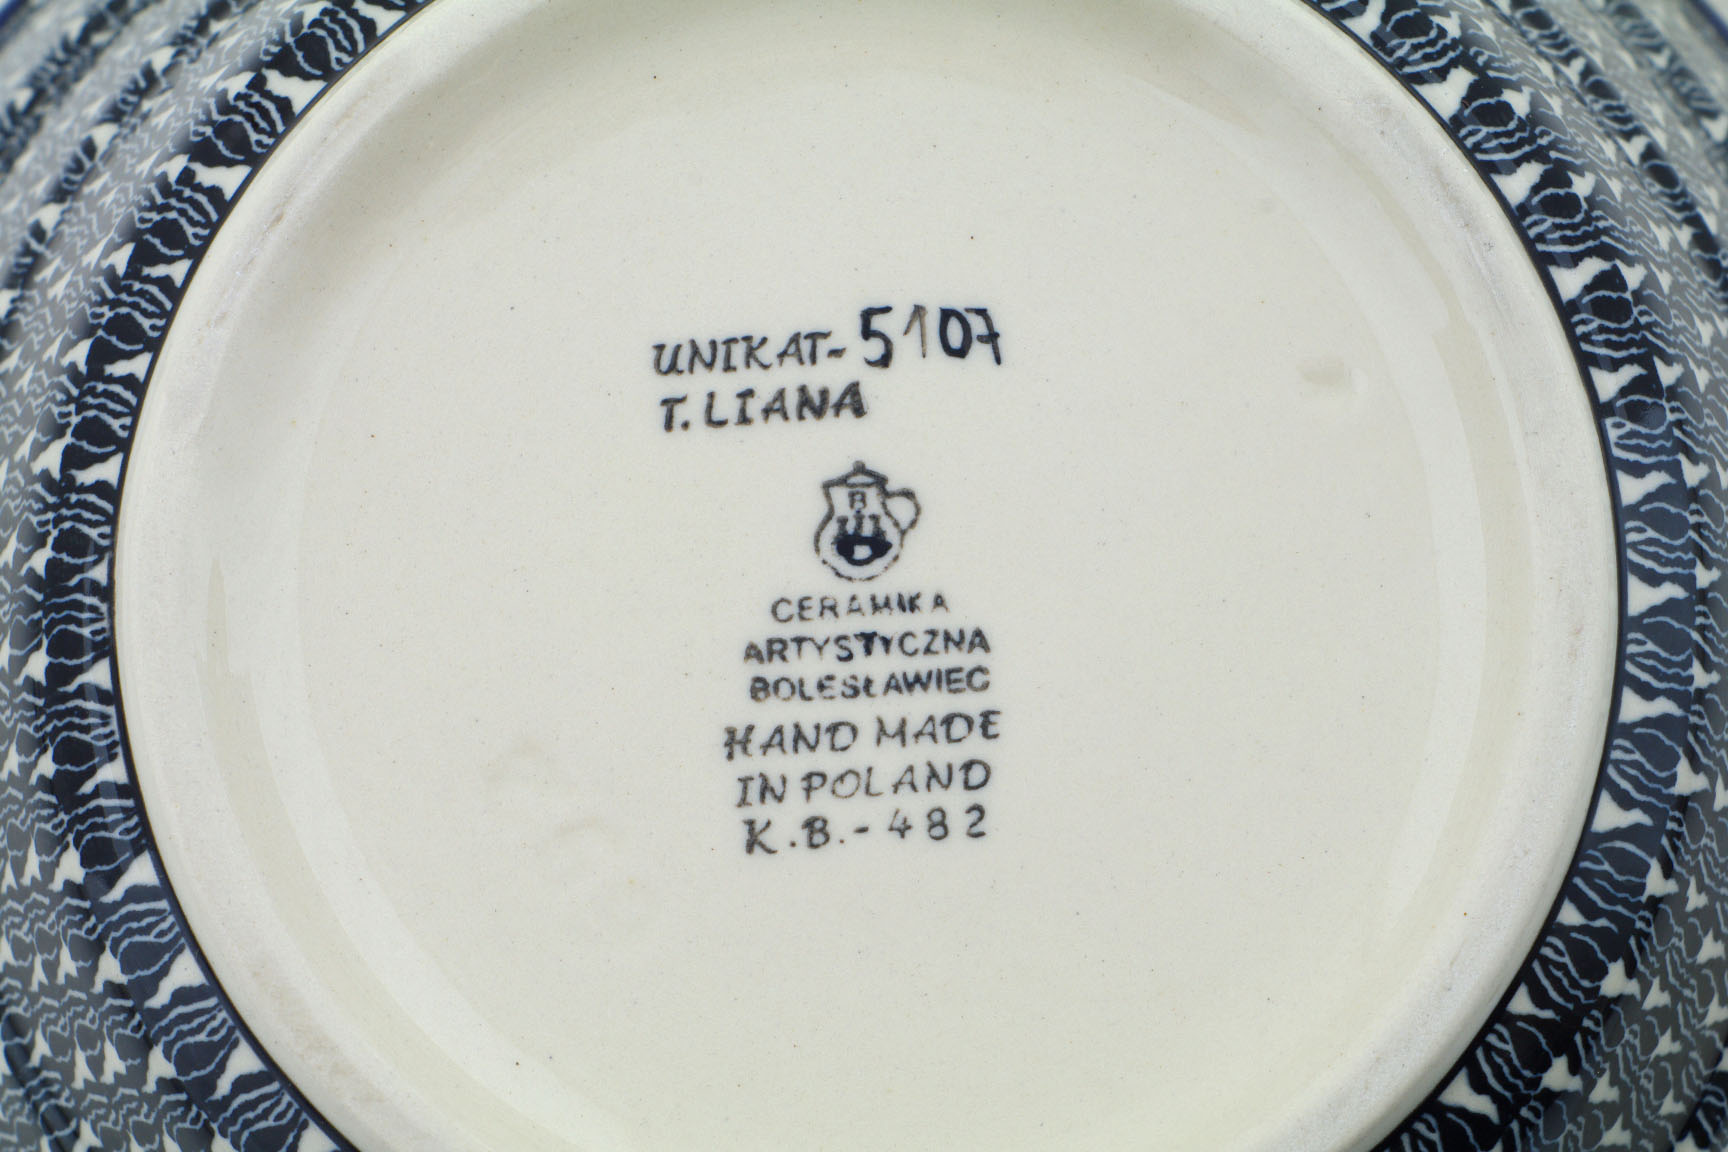 UNIKAT-5107
T. LIANA
B
CERAMIKA
ARTYSTYCZNA
BOLESŁAWIEC
HAND MADE
IN POLAND
K.B.-482